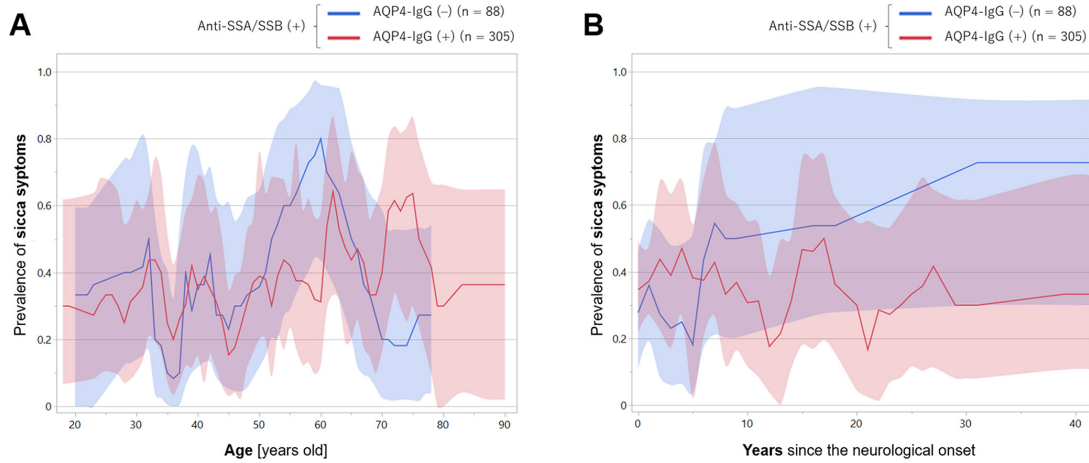 A
Anti-SSA/SSB (+)
AQP4-IgG (–) (n = 88)
AQP4-IgG (+) (n = 305)
Prevalence of sicca syptoms
1.0
0.8
0.6
0.4
0.2
0
20 30 40 50 60 70 80 90
Age [years old]
B
Anti-SSA/SSB (+)
AQP4-IgG (–) (n = 88)
AQP4-IgG (+) (n = 305)
Prevalence of sicca syptoms
1.0
0.8
0.6
0.4
0.2
0
0 10 20 30 40
Years since the neurological onset